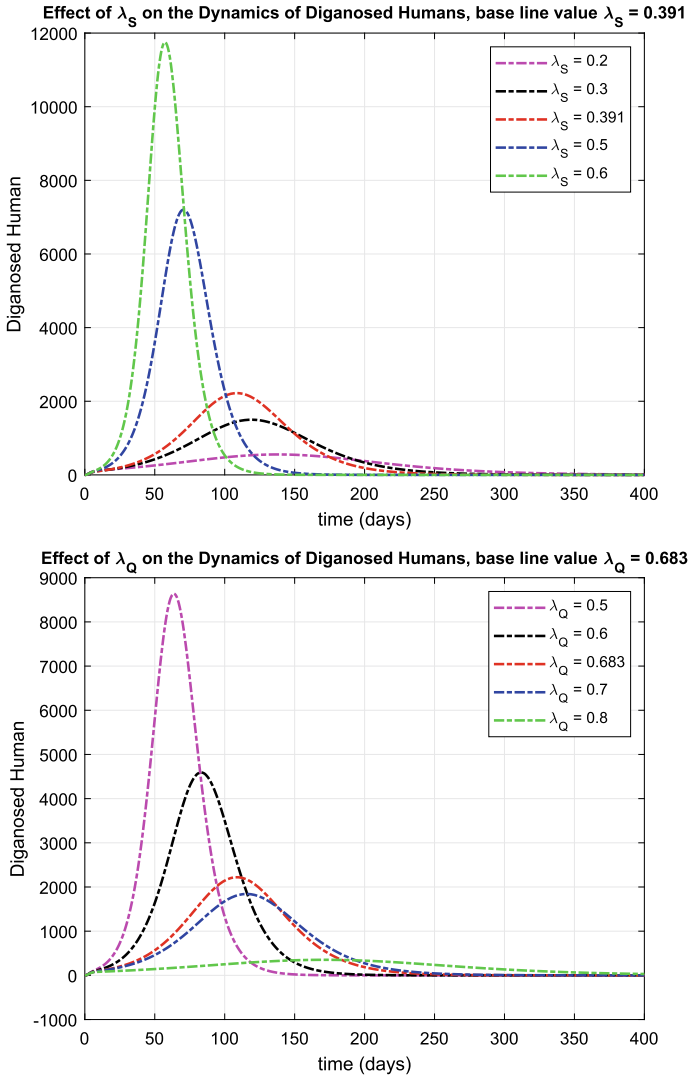 Effect of λS on the Dynamics of Diganosed Humans, base line value λS = 0.391
12000
10000
8000
6000
4000
2000
0
Diganosed Human
λS = 0.2
λS = 0.3
λS = 0.391
λS = 0.5
λS = 0.6
0 50 100 150 200 250 300 350 400
time (days)
Effect of λQ on the Dynamics of Diganosed Humans, base line value λQ = 0.683
9000
8000
7000
6000
5000
4000
3000
2000
1000
0
-1000
Diganosed Human
λQ = 0.5
λQ = 0.6
λQ = 0.683
λQ = 0.7
λQ = 0.8
0 50 100 150 200 250 300 350 400
time (days)